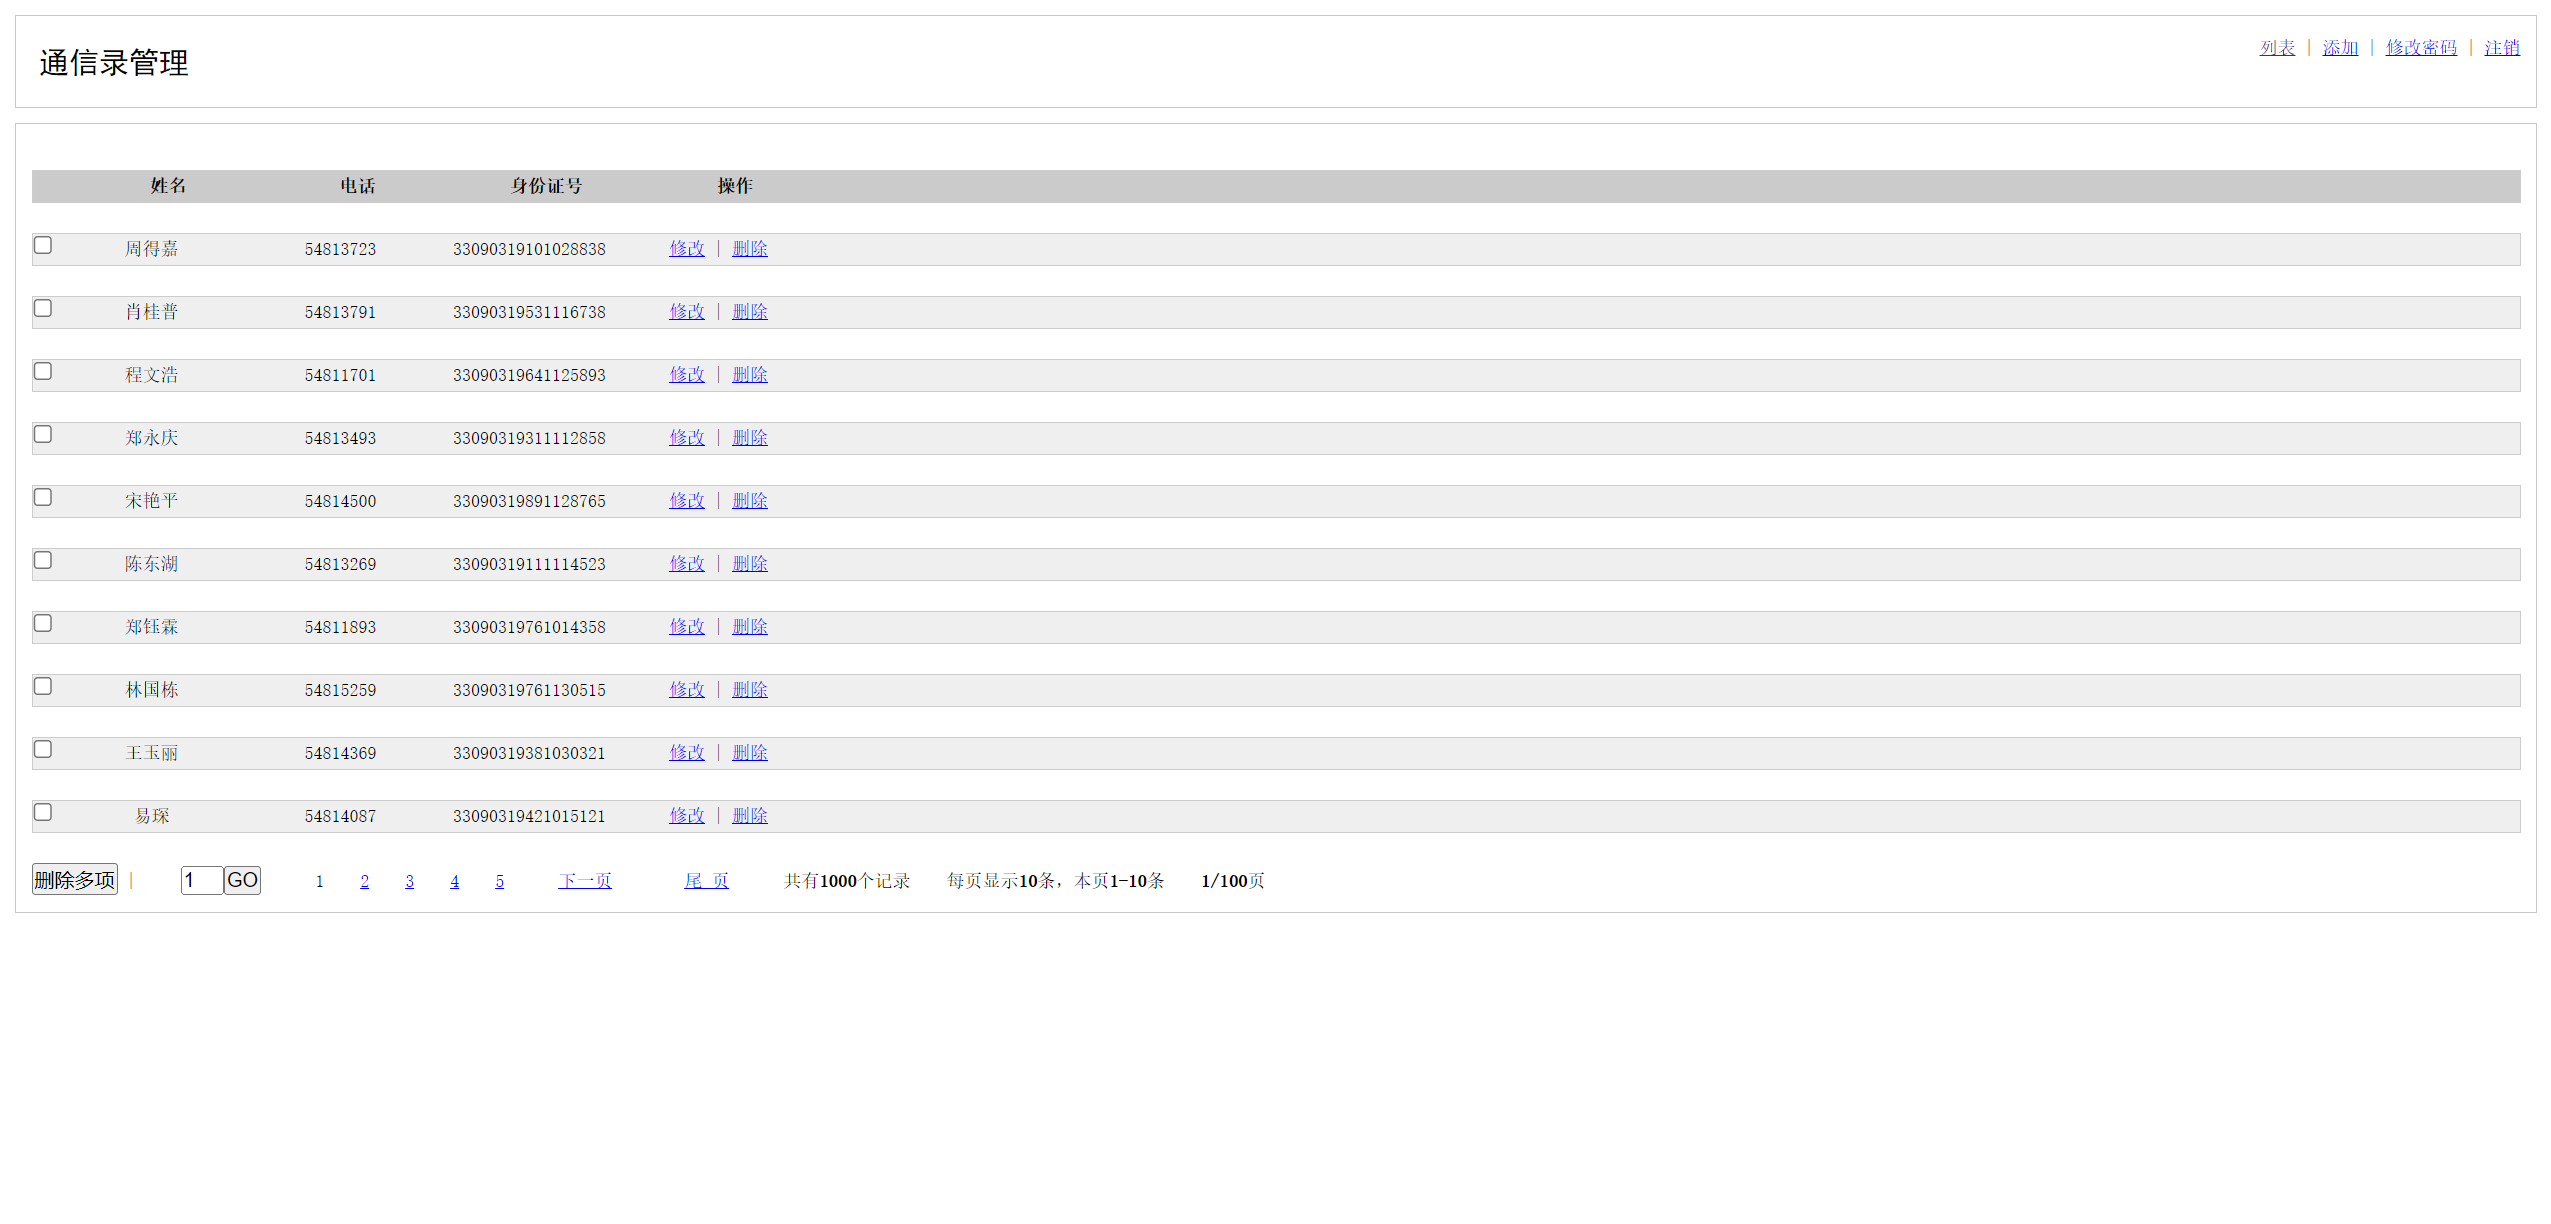 通信录管理
列表 | 添加 | 修改密码 | 注销
姓名 电话 身份证号 操作
周得嘉 54813723 33090319101028838 修改 | 删除
肖桂普 54813791 33090319531116738 修改 | 删除
程文浩 54811701 33090319641125893 修改 | 删除
郑永庆 54813493 33090319311112858 修改 | 删除
宋艳平 54814500 33090319891128765 修改 | 删除
陈东湖 54813269 33090319111114523 修改 | 删除
郑钰霖 54811893 33090319761014358 修改 | 删除
林国栋 54815259 33090319761130515 修改 | 删除
王玉丽 54814369 33090319381030321 修改 | 删除
易琛 54814087 33090319421015121 修改 | 删除
删除多项 | 1 GO 1 2 3 4 5 下一页 尾 页 共有1000个记录 每页显示10条，本页1-10条 1/100页